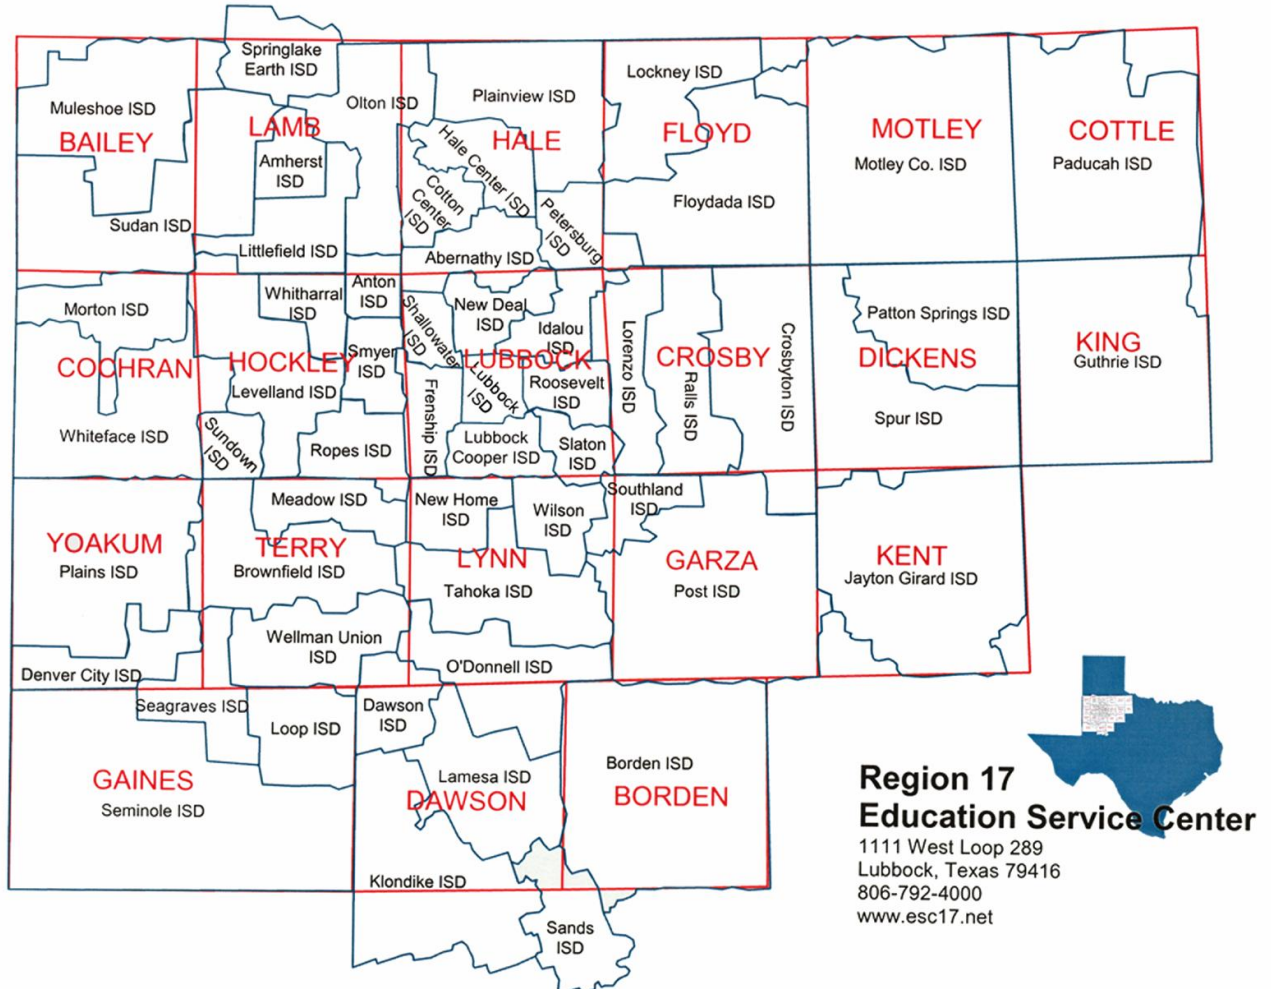 Springlake
Earth ISD
Muleshoe ISD
BAILEY
Sudan ISD
LAMB
Olton ISD
Amherst
ISD
Littlefield ISD
Plainview ISD
HALE
Hale Center ISD
Cotton
Center
ISD
Petersburg
ISD
Abernathy ISD
Lockney ISD
FLOYD
Floydada ISD
MOTLEY
Motley Co. ISD
COTTLE
Paducah ISD
Morton ISD
COCHRAN
Whiteface ISD
Whitharral
ISD
Anton
ISD
HOCKLEY
Smyer
ISD
Levelland ISD
Sundown
ISD
Ropes ISD
Shallowater
ISD
New Deal
ISD
Idalou
ISD
LUBBOCK
Lubbock
ISD
Roosevelt
ISD
Frenship ISD
Lubbock
Cooper ISD
Slaton
ISD
Lorenzo ISD
CROSBY
Ralls ISD
Crosbyton ISD
Patton Springs ISD
DICKENS
Spur ISD
KING
Guthrie ISD
YOAKUM
Plains ISD
Denver City ISD
Meadow ISD
TERRY
Brownfield ISD
Wellman Union
ISD
New Home
ISD
Wilson
ISD
LYNN
Tahoka ISD
O'Donnell ISD
Southland
ISD
GARZA
Post ISD
KENT
Jayton Girard ISD
Seagraves ISD
Loop ISD
GAINES
Seminole ISD
Dawson
ISD
Lamesa ISD
DAWSON
Klondike ISD
Sands
ISD
Borden ISD
BORDEN
Region 17
Education Service Center
1111 West Loop 289
Lubbock, Texas 79416
806-792-4000
www.esc17.net